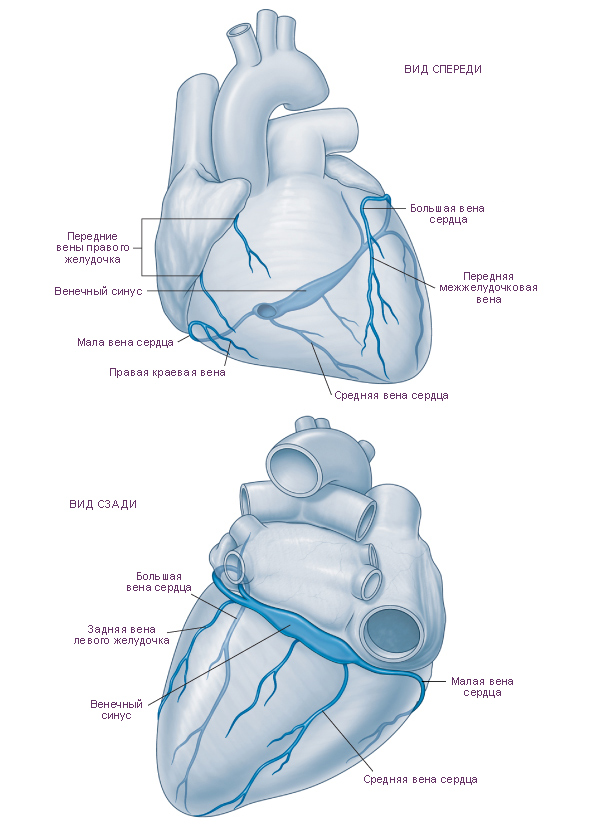 ВИД СПЕРЕДИ
Большая вена
сердца
Передние
вены правого
желудочка
Передняя
межжелудочковая
вена
Венечный синус
Мала вена сердца
Правая краевая вена
Средняя вена сердца
ВИД СЗАДИ
Большая
вена сердца
Задняя вена
левого желудочка
Малая вена
сердца
Венечный
синус
Средняя вена сердца